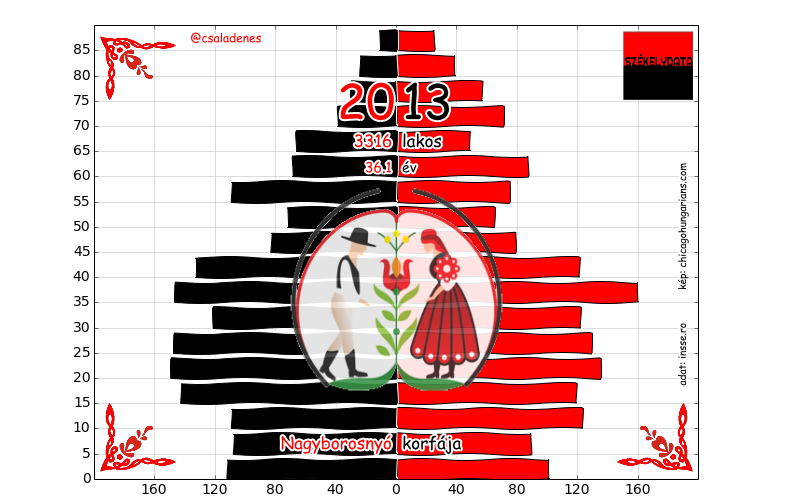 @csaladenes
SZÉKELYDATA
2013
3316 lakos
36.1 év
kép: chicagohungarians.com
adat: insse.ro
Nagyborosnyó korfája
85
80
75
70
65
60
55
50
45
40
35
30
25
20
15
10
5
0
160 120 80 40 0 40 80 120 160